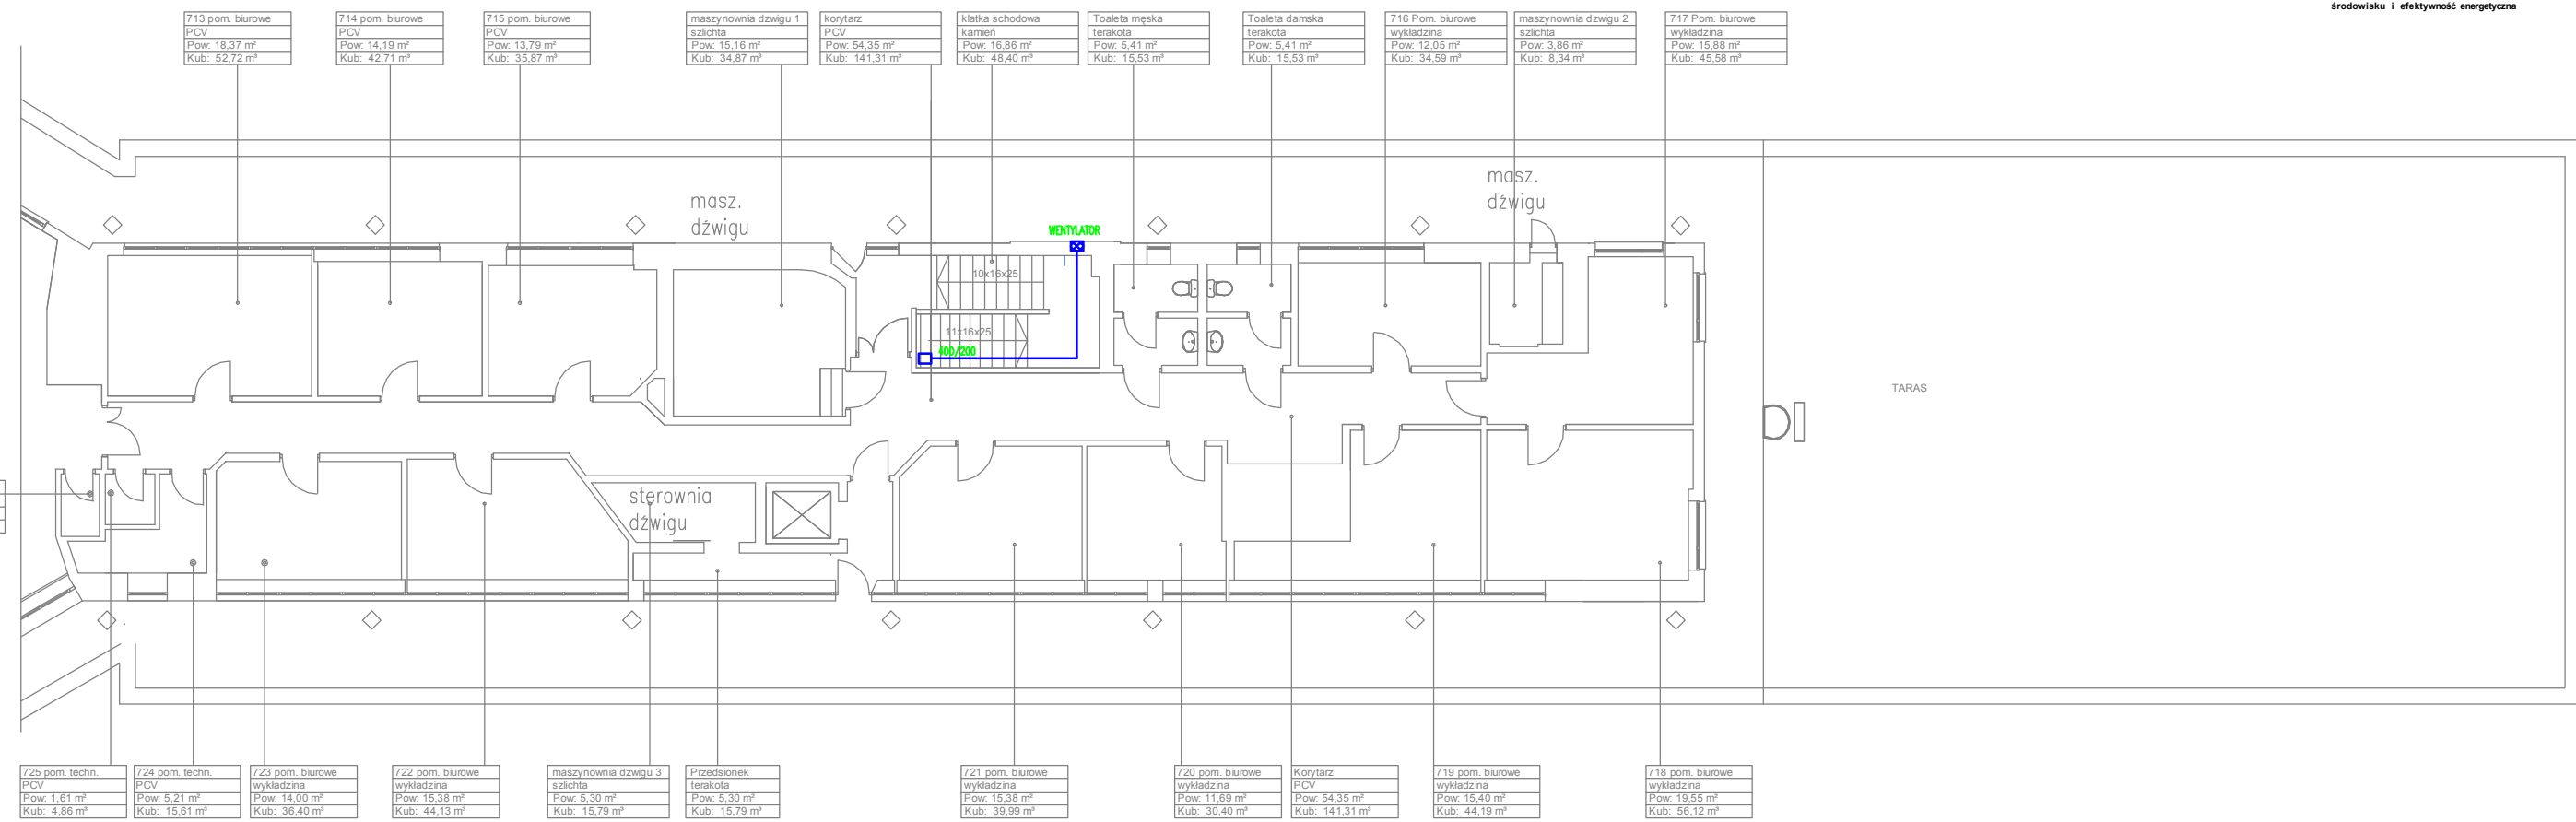 środowisku i efektywność energetyczna
713 pom. biurowe
PCV
Pow: 18,37 m²
Kub: 52,72 m³
714 pom. biurowe
PCV
Pow: 14,19 m²
Kub: 42,71 m³
715 pom. biurowe
PCV
Pow: 13,79 m²
Kub: 35,87 m³
maszynownia dzwigu 1
szlichta
Pow: 15,16 m²
Kub: 34,87 m³
korytarz
PCV
Pow: 54,35 m²
Kub: 141,31 m³
klatka schodowa
kamień
Pow: 16,86 m²
Kub: 48,40 m³
Toaleta męska
terakota
Pow: 5,41 m²
Kub: 15,53 m³
Toaleta damska
terakota
Pow: 5,41 m²
Kub: 15,53 m³
716 Pom. biurowe
wykładzina
Pow: 12,05 m²
Kub: 34,59 m³
maszynownia dzwigu 2
szlichta
Pow: 3,86 m²
Kub: 8,34 m³
717 Pom. biurowe
wykładzina
Pow: 15,88 m²
Kub: 45,58 m³
masz.
dźwigu
masz.
dźwigu
WENTYLATOR
10x16x25
11x16x25
400/200
TARAS
sterownia
dźwigu
725 pom. techn.
PCV
Pow: 1,61 m²
Kub: 4,86 m³
724 pom. techn.
PCV
Pow: 5,21 m²
Kub: 15,61 m³
723 pom. biurowe
wykładzina
Pow: 14,00 m²
Kub: 36,40 m³
722 pom. biurowe
wykładzina
Pow: 15,38 m²
Kub: 44,13 m³
maszynownia dzwigu 3
szlichta
Pow: 5,30 m²
Kub: 15,79 m³
Przedsionek
terakota
Pow: 5,30 m²
Kub: 15,79 m³
721 pom. biurowe
wykładzina
Pow: 15,38 m²
Kub: 39,99 m³
720 pom. biurowe
wykładzina
Pow: 11,69 m²
Kub: 30,40 m³
Korytarz
PCV
Pow: 54,35 m²
Kub: 141,31 m³
719 pom. biurowe
wykładzina
Pow: 15,40 m²
Kub: 44,19 m³
718 pom. biurowe
wykładzina
Pow: 19,55 m²
Kub: 56,12 m³